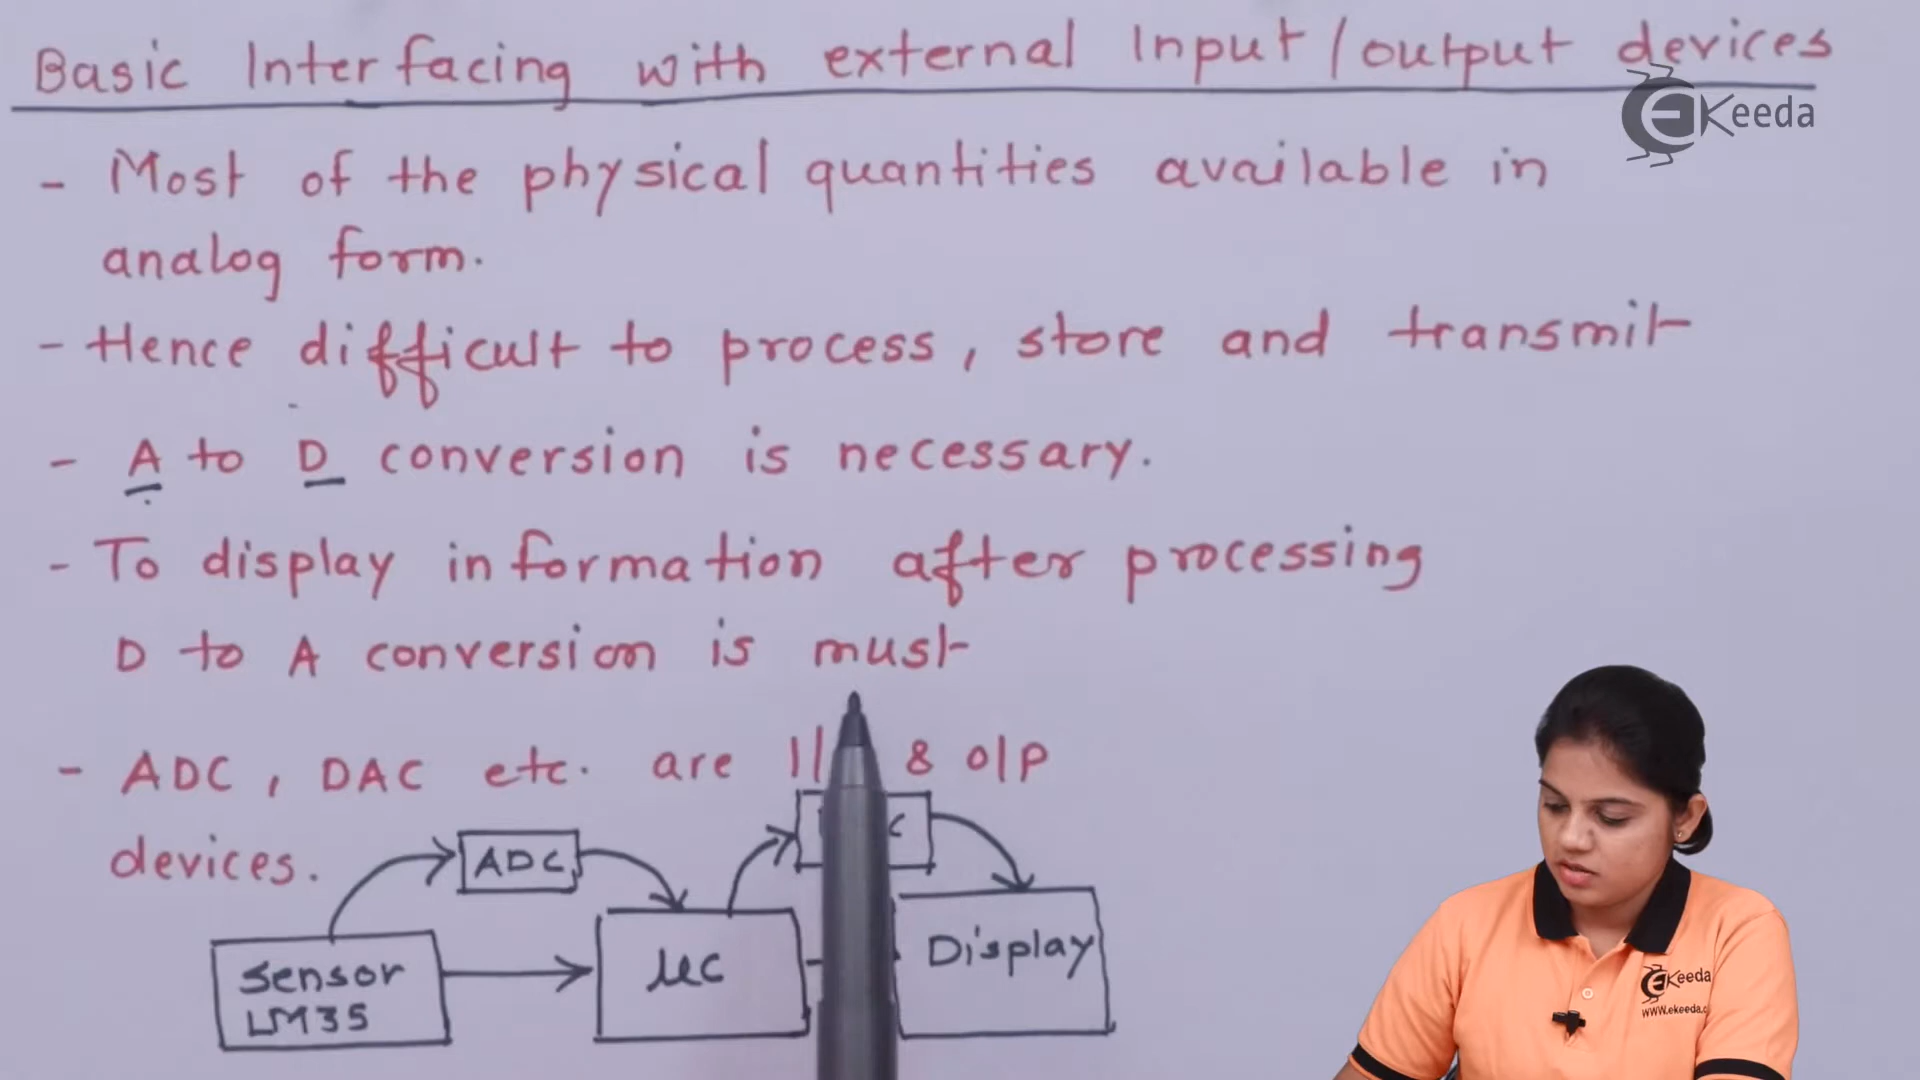 Basic Interfacing with external Input/output devices
EKeeda
- Most of the physical quantities available in
analog form.
- Hence difficult to process, store and transmit
- A to D conversion is necessary.
- To display information after processing
D to A conversion is must
- ADC, DAC etc. are & o/p
devices.
ADC
Sensor
LM35
μc
Display
EKeeda